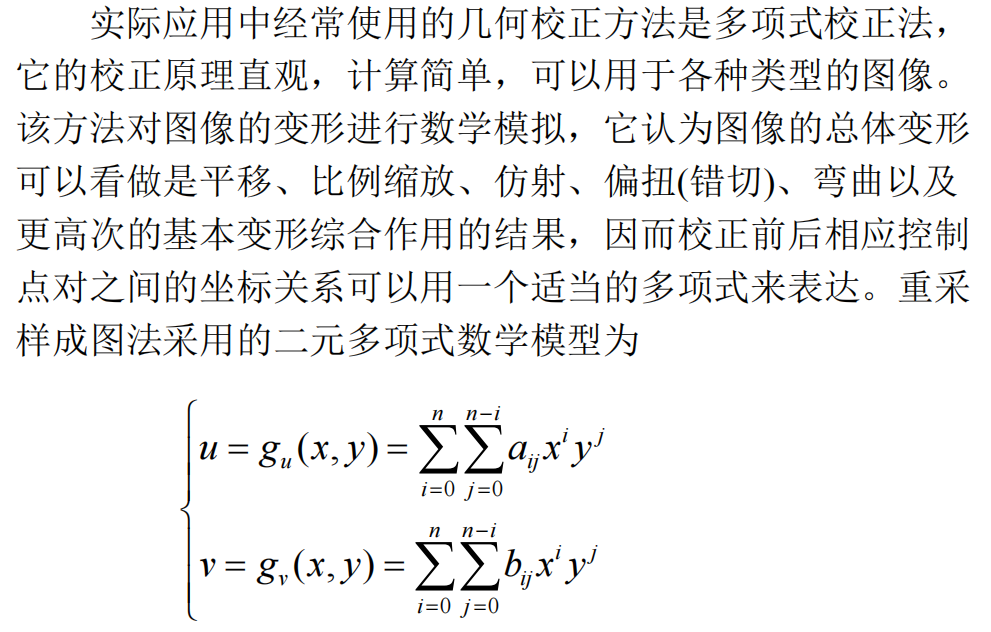 实际应用中经常使用的几何校正方法是多项式校正法，
它的校正原理直观，计算简单，可以用于各种类型的图像。
该方法对图像的变形进行数学模拟，它认为图像的总体变形
可以看做是平移、比例缩放、仿射、偏扭(错切)、弯曲以及
更高次的基本变形综合作用的结果，因而校正前后相应控制
点对之间的坐标关系可以用一个适当的多项式来表达。重采
样成图法采用的二元多项式数学模型为
u = g_u(x, y) = \sum_{i=0}^{n} \sum_{j=0}^{n-i} a_{ij} x^i y^j
v = g_v(x, y) = \sum_{i=0}^{n} \sum_{j=0}^{n-i} b_{ij} x^i y^j